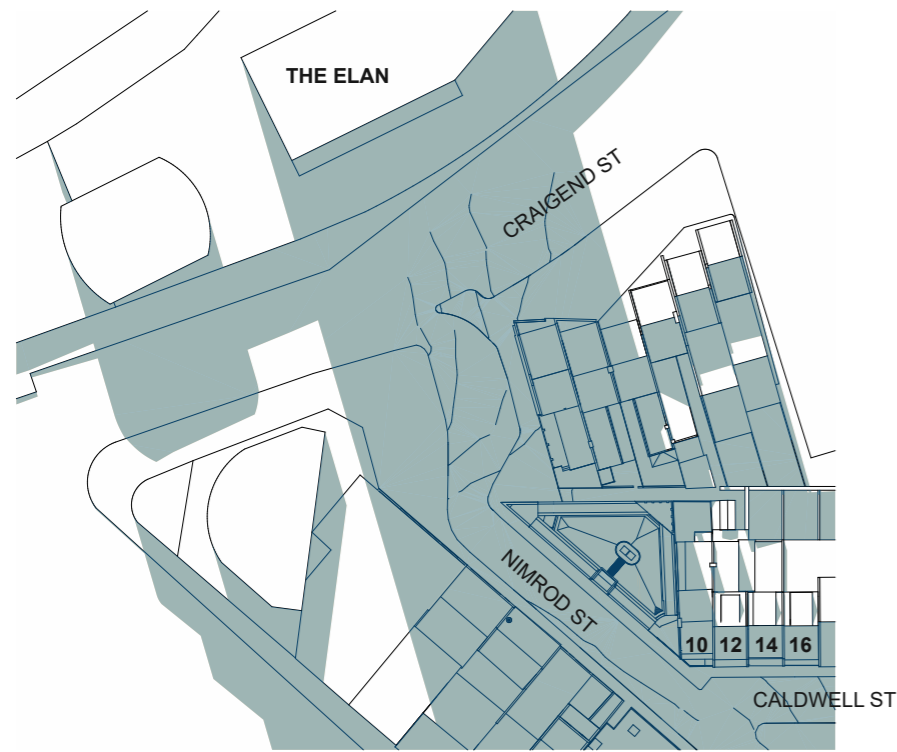 THE ELAN
CRAIGEND ST
NIMROD ST
10 12 14 16
CALDWELL ST